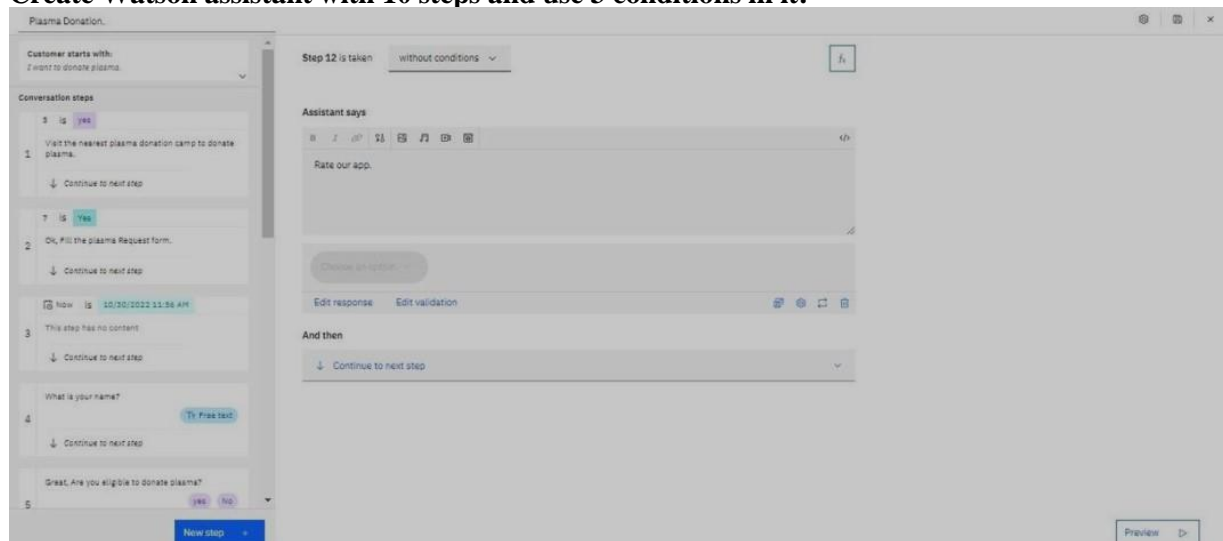 Create Watson assistant with 10 steps and use 3 conditions in it.
Plasma Donation.
Customer starts with:
I want to donate plasma.
Conversation steps
3 is yes
1
Visit the nearest plasma donation camp to donate
plasma.
Continue to next step
7 is Yes
2
Ok, Fill the plasma Request form.
Continue to next step
Now is 10/30/2022 11:56 AM
3
This step has no content
Continue to next step
What is your name?
Free text
4
Continue to next step
Great, Are you eligible to donate plasma?
5
yes No
New step +
Step 12 is taken without conditions
fx
Assistant says
B I
</>
Rate our app.
Choose an option
Edit response Edit validation
And then
Continue to next step
Preview